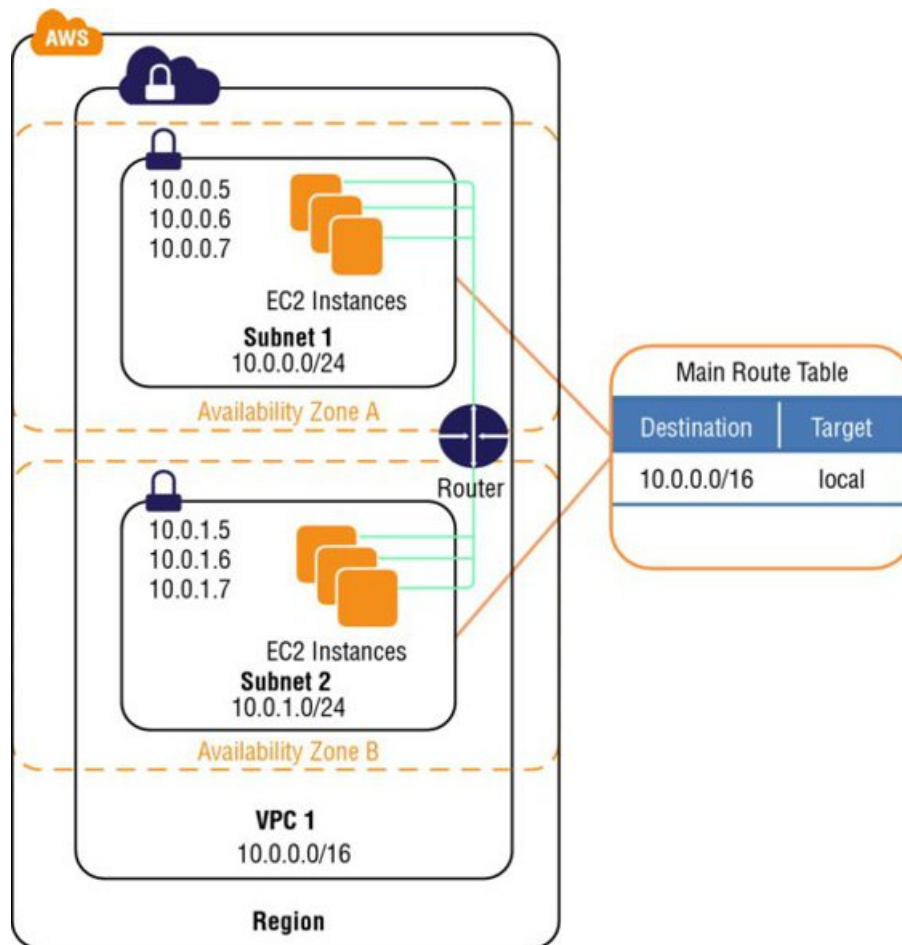 AWS
10.0.0.5
10.0.0.6
10.0.0.7
EC2 Instances
Subnet 1
10.0.0.0/24
Availability Zone A
Router
10.0.1.5
10.0.1.6
10.0.1.7
EC2 Instances
Subnet 2
10.0.1.0/24
Availability Zone B
VPC 1
10.0.0.0/16
Region
Main Route Table
Destination Target
10.0.0.0/16 local